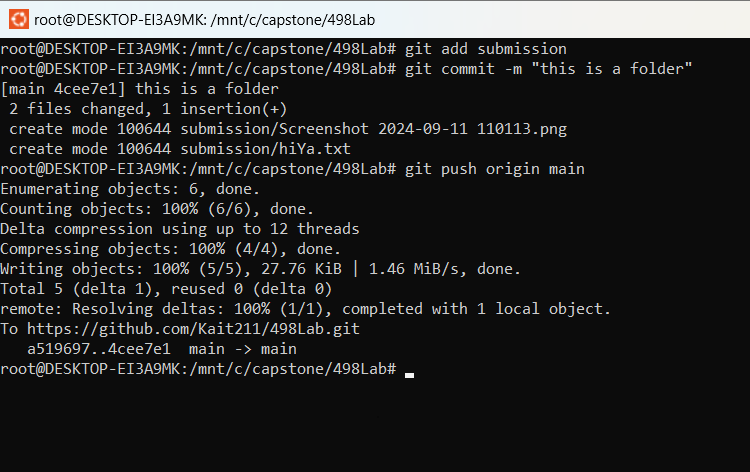 root@DESKTOP-EI3A9MK: /mnt/c/capstone/498Lab
root@DESKTOP-EI3A9MK:/mnt/c/capstone/498Lab# git add submission
root@DESKTOP-EI3A9MK:/mnt/c/capstone/498Lab# git commit -m "this is a folder"
[main 4cee7e1] this is a folder
 2 files changed, 1 insertion(+)
 create mode 100644 submission/Screenshot 2024-09-11 110113.png
 create mode 100644 submission/hiYa.txt
root@DESKTOP-EI3A9MK:/mnt/c/capstone/498Lab# git push origin main
Enumerating objects: 6, done.
Counting objects: 100% (6/6), done.
Delta compression using up to 12 threads
Compressing objects: 100% (4/4), done.
Writing objects: 100% (5/5), 27.76 KiB | 1.46 MiB/s, done.
Total 5 (delta 1), reused 0 (delta 0)
remote: Resolving deltas: 100% (1/1), completed with 1 local object.
To https://github.com/Kait211/498Lab.git
   a519697..4cee7e1  main -> main
root@DESKTOP-EI3A9MK:/mnt/c/capstone/498Lab#